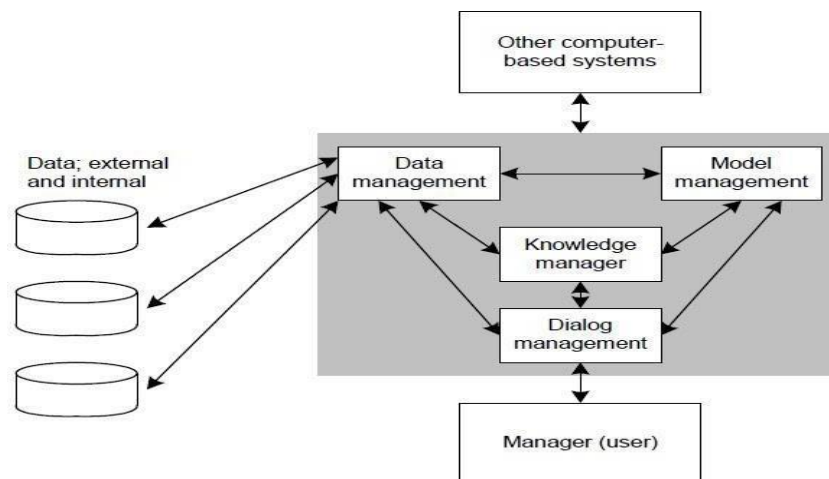 Other computer-
based systems
Data; external
and internal
Data
management
Model
management
Knowledge
manager
Dialog
management
Manager (user)